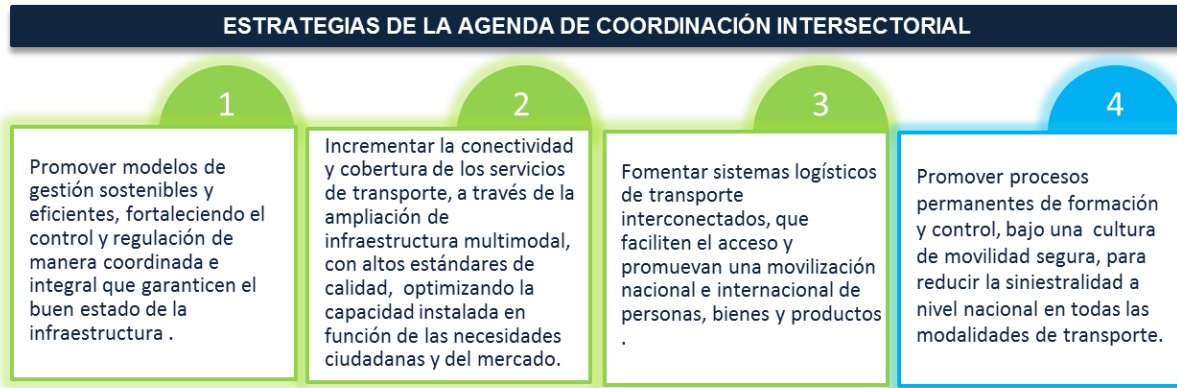 ESTRATEGIAS DE LA AGENDA DE COORDINACIÓN INTERSECTORIAL
1
Promover modelos de
gestión sostenibles y
eficientes, fortaleciendo el
control y regulación de
manera coordinada e
integral que garanticen el
buen estado de la
infraestructura .
2
Incrementar la conectividad
y cobertura de los servicios
de transporte, a través de la
ampliación de
infraestructura multimodal,
con altos estándares de
calidad, optimizando la
capacidad instalada en
función de las necesidades
ciudadanas y del mercado.
3
Fomentar sistemas logísticos
de transporte
interconectados, que
faciliten el acceso y
promuevan una movilización
nacional e internacional de
personas, bienes y productos
.
4
Promover procesos
permanentes de formación
y control, bajo una cultura
de movilidad segura, para
reducir la siniestralidad a
nivel nacional en todas las
modalidades de transporte.